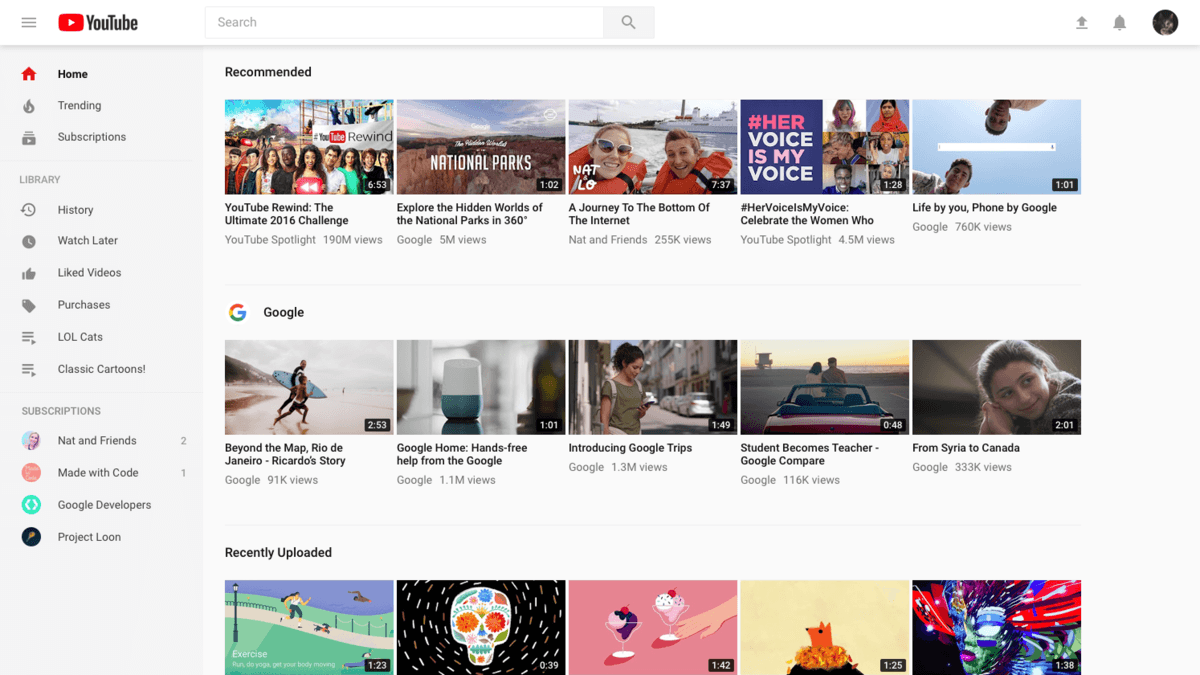 YouTube
Search
Home
Trending
Subscriptions
LIBRARY
History
Watch Later
Liked Videos
Purchases
LOL Cats
Classic Cartoons!
SUBSCRIPTIONS
Nat and Friends 2
Made with Code 1
Google Developers
Project Loon
Recommended
#YouTube Rewind
6:53
The Hidden Worlds
of the
NATIONAL PARKS
1:02
NAT
& LO
7:37
#HER
VOICE
IS MY
VOICE
1:28
1:01
YouTube Rewind: The
Ultimate 2016 Challenge
YouTube Spotlight 190M views
Explore the Hidden Worlds of
the National Parks in 360°
Google 5M views
A Journey To The Bottom Of
The Internet
Nat and Friends 255K views
#HerVoiceIsMyVoice:
Celebrate the Women Who
YouTube Spotlight 4.5M views
Life by you, Phone by Google
Google 760K views
Google
2:53
1:01
1:49
0:48
2:01
Beyond the Map, Rio de
Janeiro - Ricardo's Story
Google 91K views
Google Home: Hands-free
help from the Google
Google 1.1M views
Introducing Google Trips
Google 1.3M views
Student Becomes Teacher -
Google Compare
Google 116K views
From Syria to Canada
Google 333K views
Recently Uploaded
Exercise
Run, do yoga, get your body moving
1:23
0:39
1:42
1:25
1:38